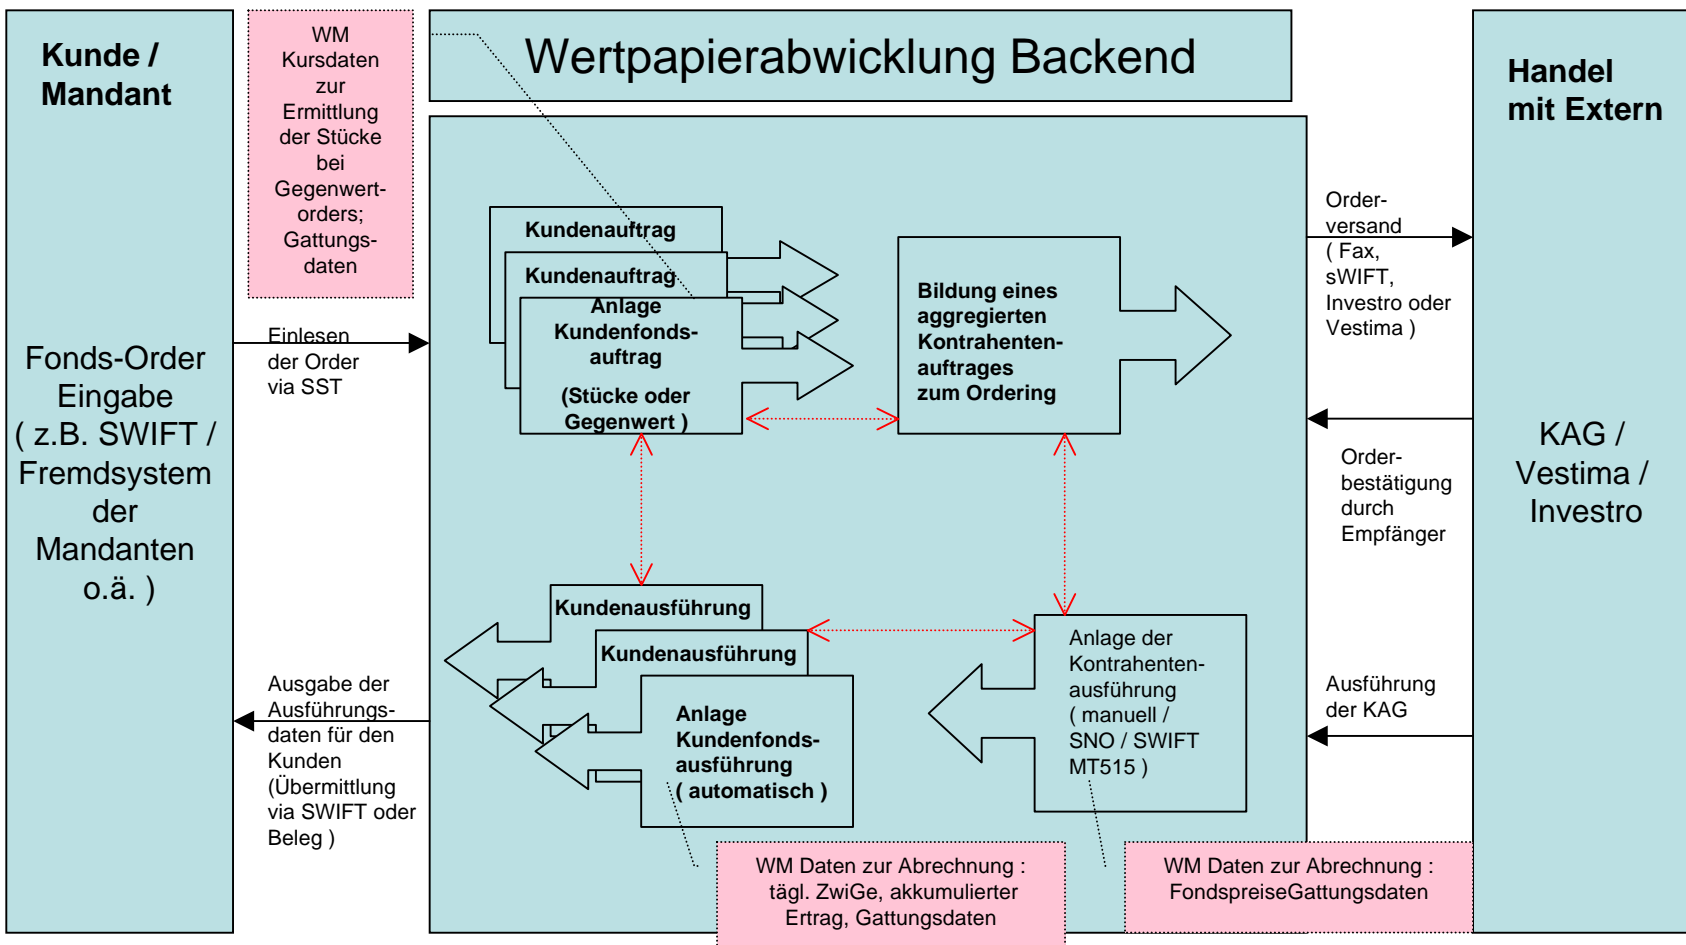 Kunde /
Mandant
Fonds-Order
Eingabe
( z.B. SWIFT /
Fremdsystem
der
Mandanten
o.ä. )
WM
Kursdaten
zur
Ermittlung
der Stücke
bei
Gegenwert-
orders;
Gattungs-
daten
Einlesen
der Order
via SST
Ausgabe der
Ausführungs-
daten für den
Kunden
(Übermittlung
via SWIFT oder
Beleg )
Wertpapierabwicklung Backend
Kundenauftrag
Kundenauftrag
Anlage
Kundenfonds-
auftrag
(Stücke oder
Gegenwert )
Bildung eines
aggregierten
Kontrahenten-
auftrages
zum Ordering
Kundenausführung
Kundenausführung
Anlage
Kundenfonds-
ausführung
( automatisch )
Anlage der
Kontrahenten-
ausführung
( manuell /
SNO / SWIFT
MT515 )
WM Daten zur Abrechnung :
tägl. ZwiGe, akkumulierter
Ertrag, Gattungsdaten
WM Daten zur Abrechnung :
FondspreiseGattungsdaten
Order-
versand
( Fax,
sWIFT,
Investro oder
Vestima )
Order-
bestätigung
durch
Empfänger
Ausführung
der KAG
Handel
mit Extern
KAG /
Vestima /
Investro